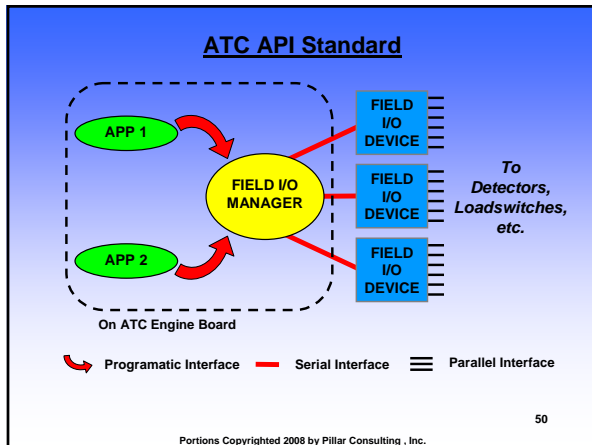 ATC API Standard
APP 1
APP 2
FIELD I/O
MANAGER
FIELD
I/O
DEVICE
FIELD
I/O
DEVICE
FIELD
I/O
DEVICE
To
Detectors,
Loadswitches,
etc.
On ATC Engine Board
Programatic Interface
Serial Interface
Parallel Interface
50
Portions Copyrighted 2008 by Pillar Consulting , Inc.